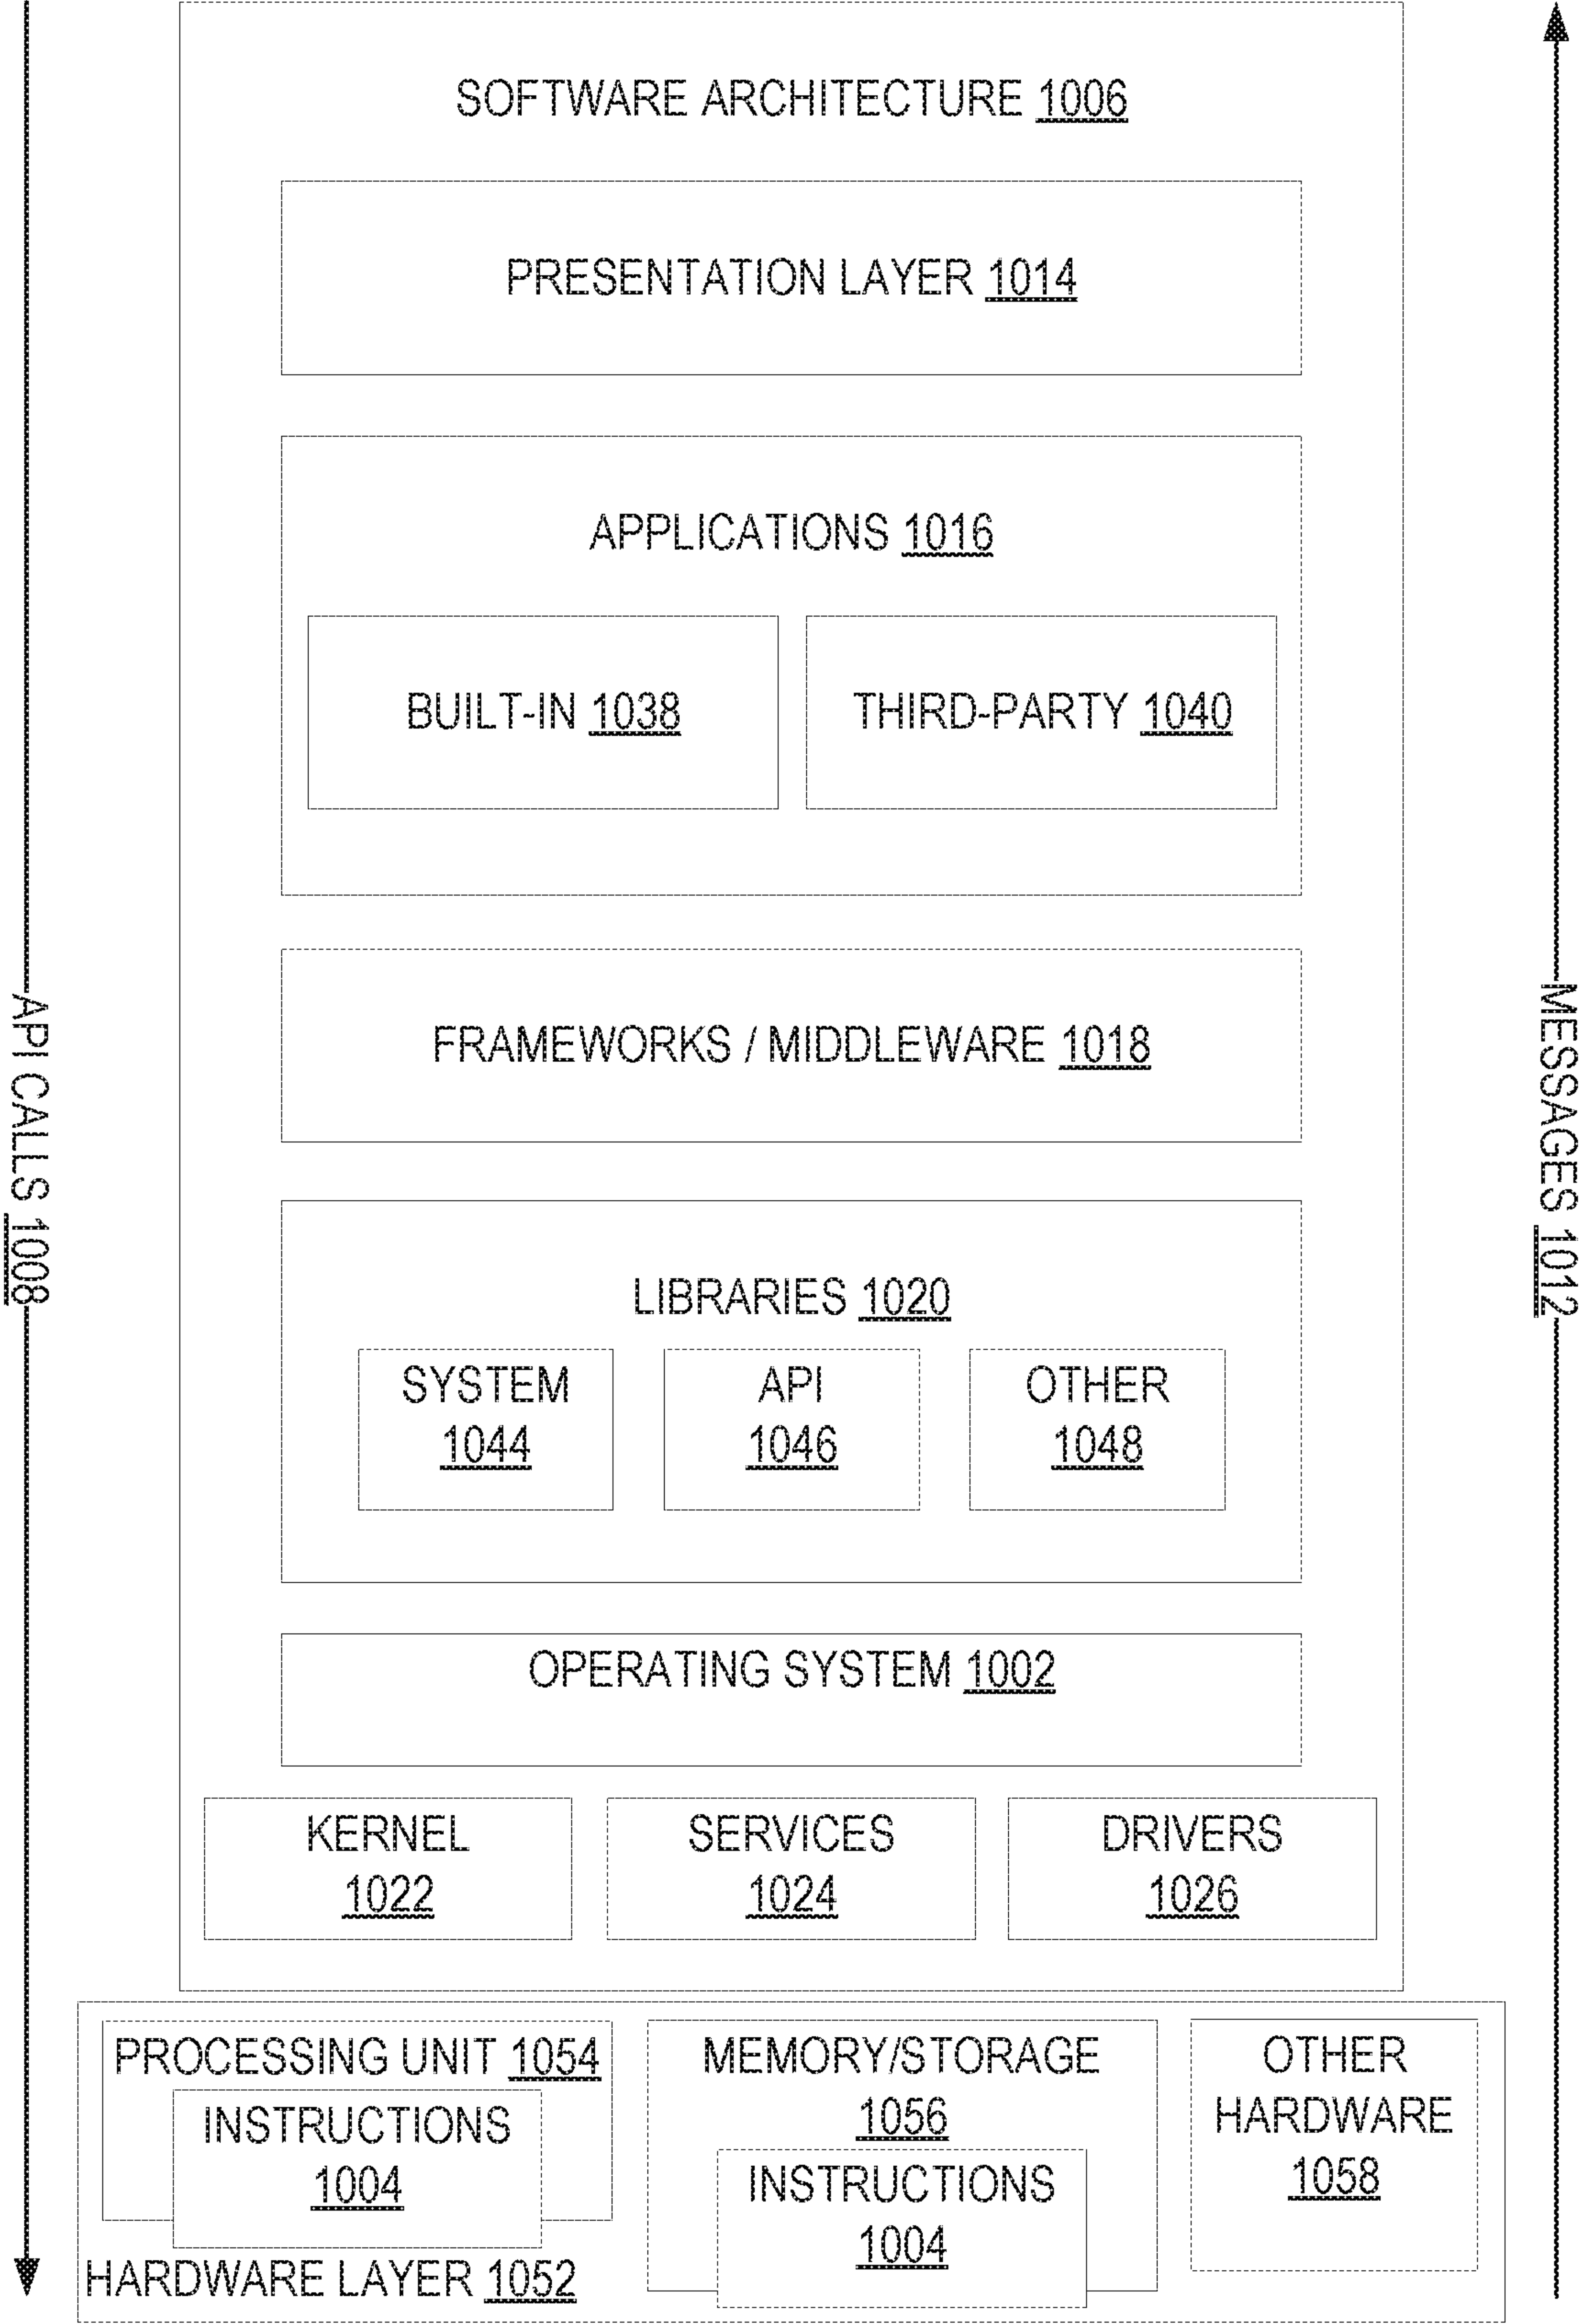 SOFTWARE ARCHITECTURE 1006
PRESENTATION LAYER 1014
APPLICATIONS 1016
BUILT-IN 1038
THIRD-PARTY 1040
FRAMEWORKS / MIDDLEWARE 1018
API CALLS 1008
MESSAGES 1012
LIBRARIES 1020
SYSTEM
1044
API
1046
OTHER
1048
OPERATING SYSTEM 1002
KERNEL
1022
SERVICES
1024
DRIVERS
1026
PROCESSING UNIT 1054
INSTRUCTIONS
1004
MEMORY/STORAGE
1056
INSTRUCTIONS
1004
OTHER
HARDWARE
1058
HARDWARE LAYER 1052